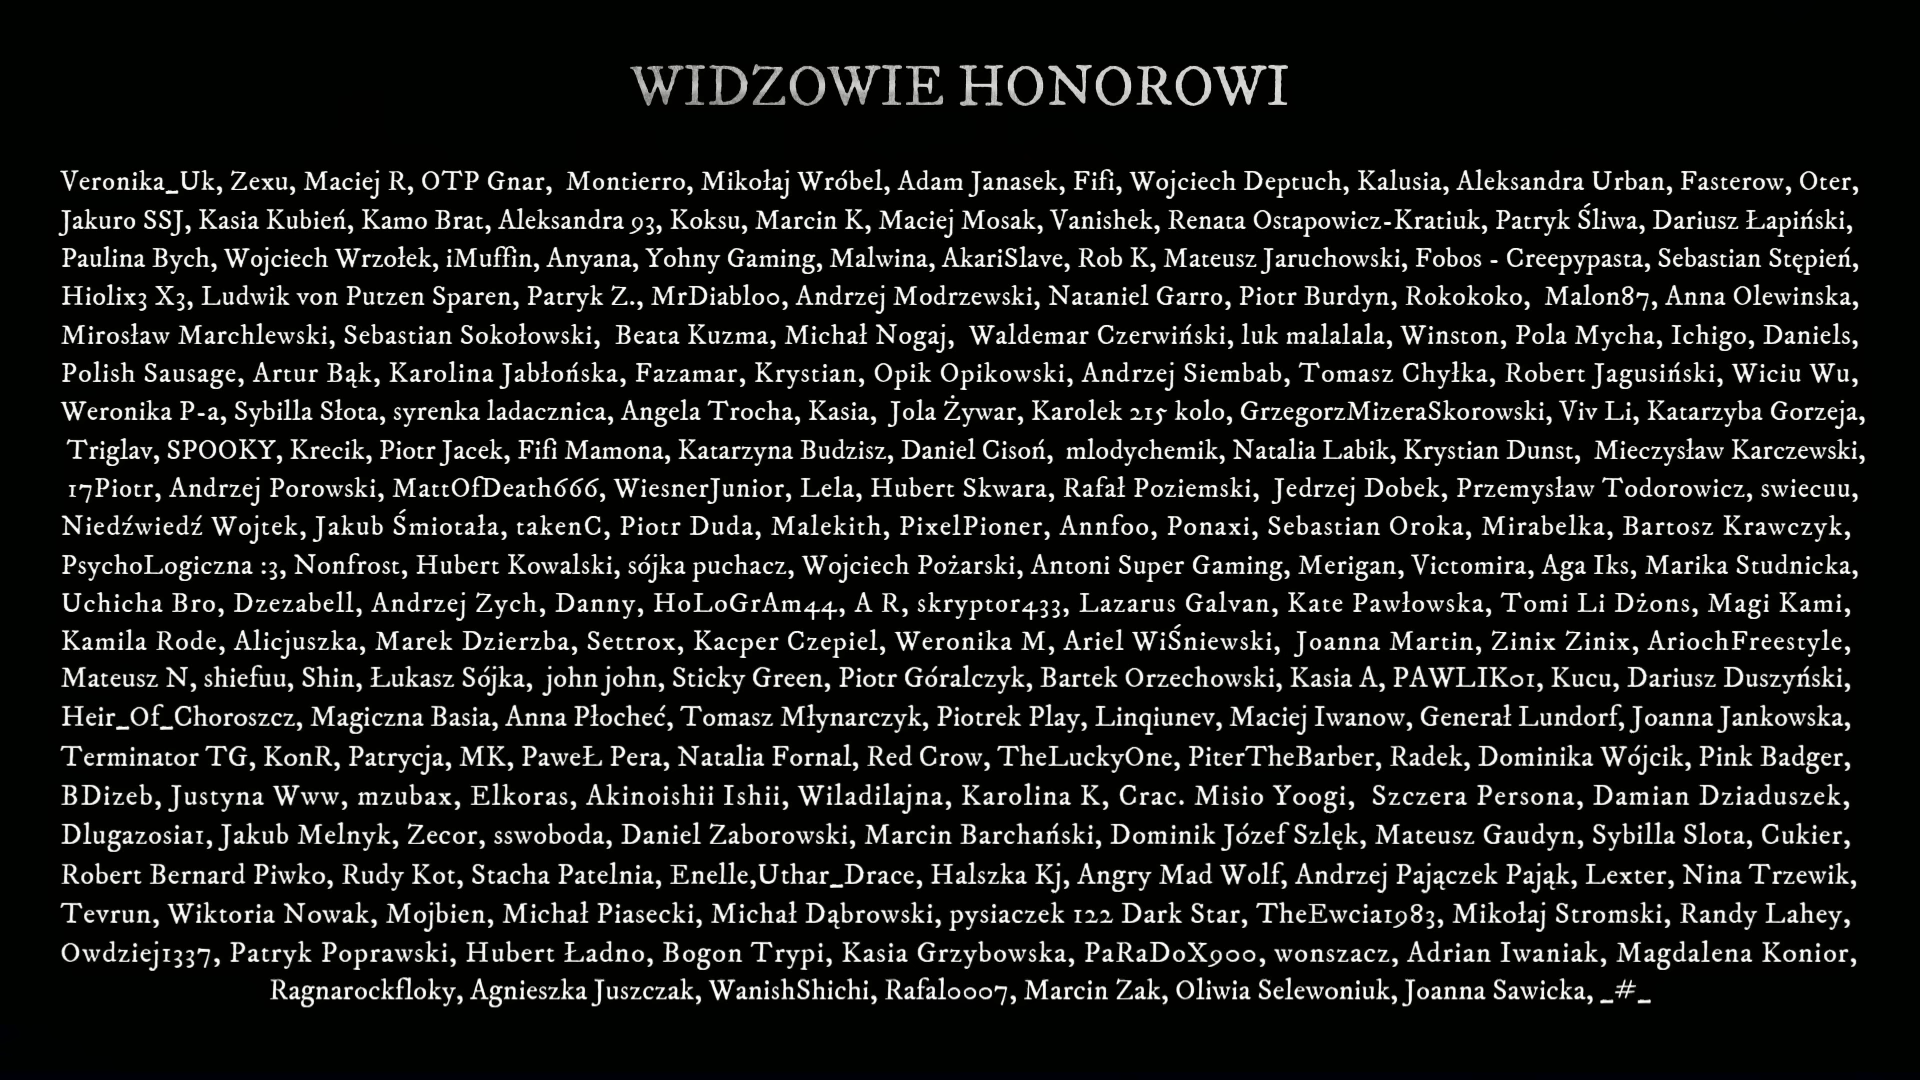 WIDZOWIE HONOROWI
Veronika_Uk, Zexu, Maciej R, OTP Gnar, Montierro, Mikołaj Wróbel, Adam Janasek, Fifi, Wojciech Deptuch, Kalusia, Aleksandra Urban, Fasterow, Oter,
Jakuro SSJ, Kasia Kubień, Kamo Brat, Aleksandra 93, Koksu, Marcin K, Maciej Mosak, Vanishek, Renata Ostapowicz-Kratiuk, Patryk Śliwa, Dariusz Łapiński,
Paulina Bych, Wojciech Wrzołek, iMuffin, Anyana, Yohny Gaming, Malwina, AkariSlave, Rob K, Mateusz Jaruchowski, Fobos - Creepypasta, Sebastian Stępień,
Hiolix3 X3, Ludwik von Putzen Sparen, Patryk Z., MrDiablo0, Andrzej Modrzewski, Nataniel Garro, Piotr Burdyn, Rokokoko, Malon87, Anna Olewinska,
Mirosław Marchlewski, Sebastian Sokołowski, Beata Kuzma, Michał Nogaj, Waldemar Czerwiński, luk malalala, Winston, Pola Mycha, Ichigo, Daniels,
Polish Sausage, Artur Bąk, Karolina Jabłońska, Fazamar, Krystian, Opik Opikowski, Andrzej Siembab, Tomasz Chyłka, Robert Jagusiński, Wiciu Wu,
Weronika P-a, Sybilla Słota, syrenka ladacznica, Angela Trocha, Kasia, Jola Żywar, Karolek 215 kolo, GrzegorzMizeraSkorowski, Viv Li, Katarzyba Gorzeja,
Triglav, SPOOKY, Krecik, Piotr Jacek, Fifi Mamona, Katarzyna Budzisz, Daniel Cisoń, mlodychemik, Natalia Labik, Krystian Dunst, Mieczysław Karczewski,
17Piotr, Andrzej Porowski, MattOfDeath666, WiesnerJunior, Lela, Hubert Skwara, Rafał Poziemski, Jedrzej Dobek, Przemysław Todorowicz, swiecuu,
Niedźwiedź Wojtek, Jakub Śmiotała, takenC, Piotr Duda, Malekith, PixelPioner, Annfoo, Ponaxi, Sebastian Oroka, Mirabelka, Bartosz Krawczyk,
PsychoLogiczna :3, Nonfrost, Hubert Kowalski, sójka puchacz, Wojciech Pożarski, Antoni Super Gaming, Merigan, Victomira, Aga Iks, Marika Studnicka,
Uchicha Bro, Dzezabell, Andrzej Zych, Danny, HoLoGrAm44, A R, skryptor433, Lazarus Galvan, Kate Pawłowska, Tomi Li Dżons, Magi Kami,
Kamila Rode, Alicjuszka, Marek Dzierzba, Settrox, Kacper Czepiel, Weronika M, Ariel WiŚniewski, Joanna Martin, Zinix Zinix, AriochFreestyle,
Mateusz N, shiefuu, Shin, Łukasz Sójka, john john, Sticky Green, Piotr Góralczyk, Bartek Orzechowski, Kasia A, PAWLIK01, Kucu, Dariusz Duszyński,
Heir_Of_Choroszcz, Magiczna Basia, Anna Płocheć, Tomasz Młynarczyk, Piotrek Play, Linqiunev, Maciej Iwanow, Generał Lundorf, Joanna Jankowska,
Terminator TG, KonR, Patrycja, MK, PaweŁ Pera, Natalia Fornal, Red Crow, TheLuckyOne, PiterTheBarber, Radek, Dominika Wójcik, Pink Badger,
BDizeb, Justyna Www, mzubax, Elkoras, Akinoishii Ishii, Wiladilajna, Karolina K, Crac. Misio Yoogi, Szczera Persona, Damian Dziaduszek,
Dlugazosia1, Jakub Melnyk, Zecor, sswoboda, Daniel Zaborowski, Marcin Barchański, Dominik Józef Szlęk, Mateusz Gaudyn, Sybilla Slota, Cukier,
Robert Bernard Piwko, Rudy Kot, Stacha Patelnia, Enelle,Uthar_Drace, Halszka Kj, Angry Mad Wolf, Andrzej Pajączek Pająk, Lexter, Nina Trzewik,
Tevrun, Wiktoria Nowak, Mojbien, Michał Piasecki, Michał Dąbrowski, pysiaczek 122 Dark Star, TheEwcia1983, Mikołaj Stromski, Randy Lahey,
Owdziej1337, Patryk Poprawski, Hubert Ładno, Bogon Trypi, Kasia Grzybowska, PaRaDoX900, wonszacz, Adrian Iwaniak, Magdalena Konior,
Ragnarockfloky, Agnieszka Juszczak, WanishShichi, Rafal0007, Marcin Zak, Oliwia Selewoniuk, Joanna Sawicka, _#_